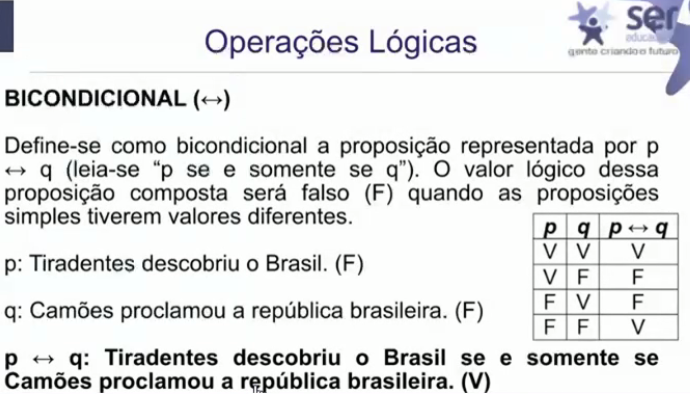 Operações Lógicas
ser
educacional
gente criando o futuro
BICONDICIONAL (↔)
Define-se como bicondicional a proposição representada por p
↔ q (leia-se “p se e somente se q”). O valor lógico dessa
proposição composta será falso (F) quando as proposições
simples tiverem valores diferentes.
p q p ↔ q
V V V
V F F
F V F
F F V
p: Tiradentes descobriu o Brasil. (F)
q: Camões proclamou a república brasileira. (F)
p ↔ q: Tiradentes descobriu o Brasil se e somente se
Camões proclamou a república brasileira. (V)